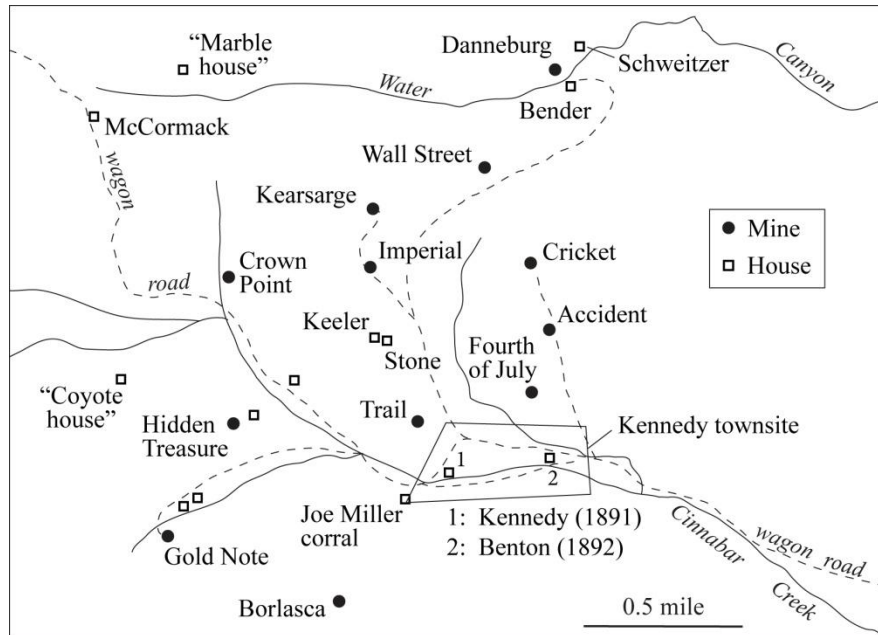 “Marble
house”
Danneburg
Schweitzer
Canyon
Water
Bender
McCormack
wagon
Wall Street
Kearsarge
Mine
House
Imperial
Cricket
Crown
Point
road
Accident
Keeler
Stone
Fourth
of July
“Coyote
house”
Hidden
Treasure
Trail
Kennedy townsite
1
2
Joe Miller
corral
1: Kennedy (1891)
2: Benton (1892)
Cinnabar
Creek
wagon road
Gold Note
Borlasca
0.5 mile